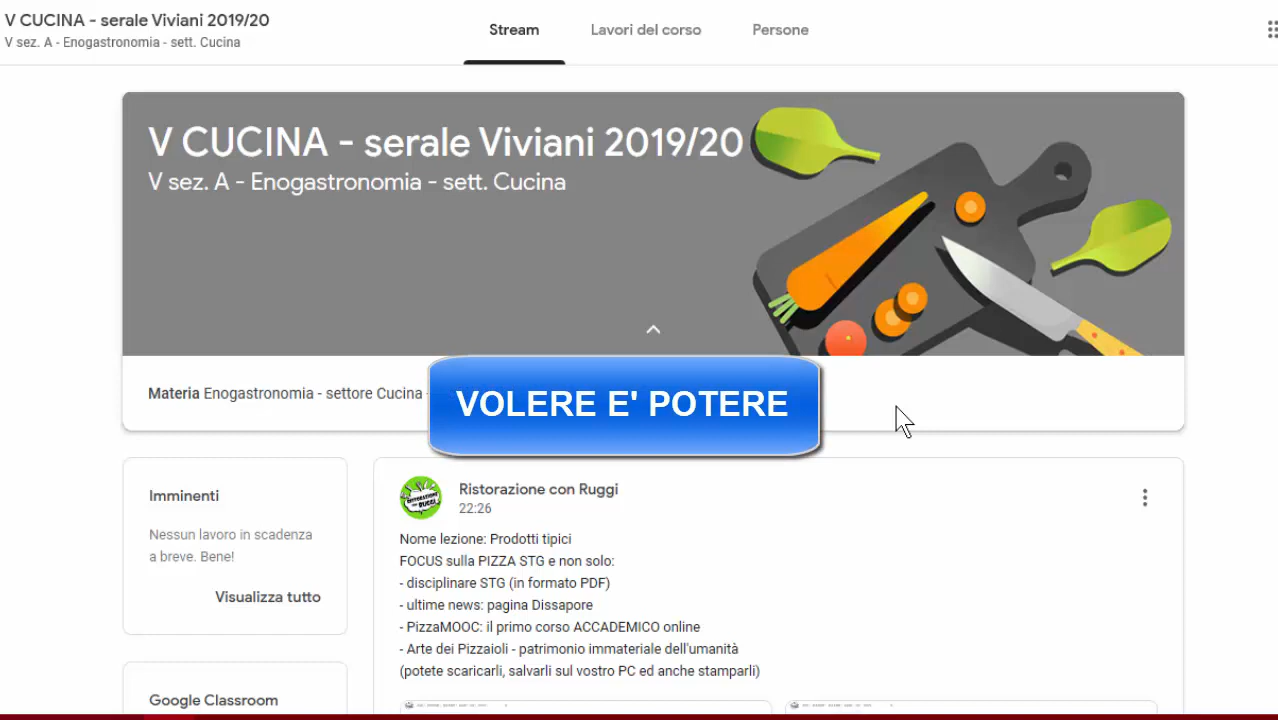 V CUCINA - serale Viviani 2019/20
V sez. A - Enogastronomia - sett. Cucina
Stream
Lavori del corso
Persone
V CUCINA - serale Viviani 2019/20
V sez. A - Enogastronomia - sett. Cucina
Materia Enogastronomia - settore Cucina -
VOLERE E' POTERE
Imminenti
Nessun lavoro in scadenza
a breve. Bene!
Visualizza tutto
Google Classroom
Ristorazione con Ruggi
22:26
Nome lezione: Prodotti tipici
FOCUS sulla PIZZA STG e non solo:
- disciplinare STG (in formato PDF)
- ultime news: pagina Dissapore
- PizzaMOOC: il primo corso ACCADEMICO online
- Arte dei Pizzaioli - patrimonio immateriale dell'umanità
(potete scaricarli, salvarli sul vostro PC ed anche stamparli)